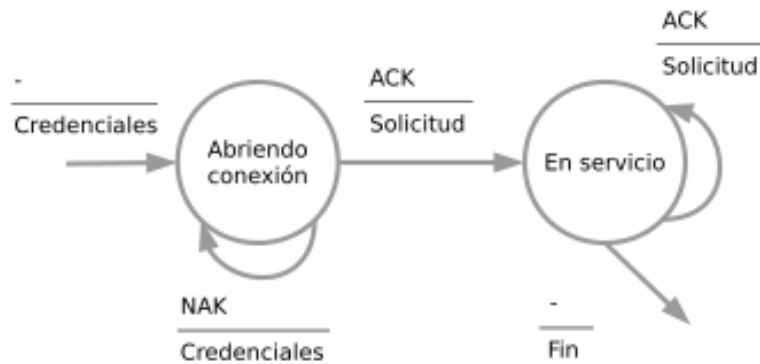 -
Credenciales
Abriendo
conexión
NAK
Credenciales
ACK
Solicitud
En servicio
ACK
Solicitud
-
Fin